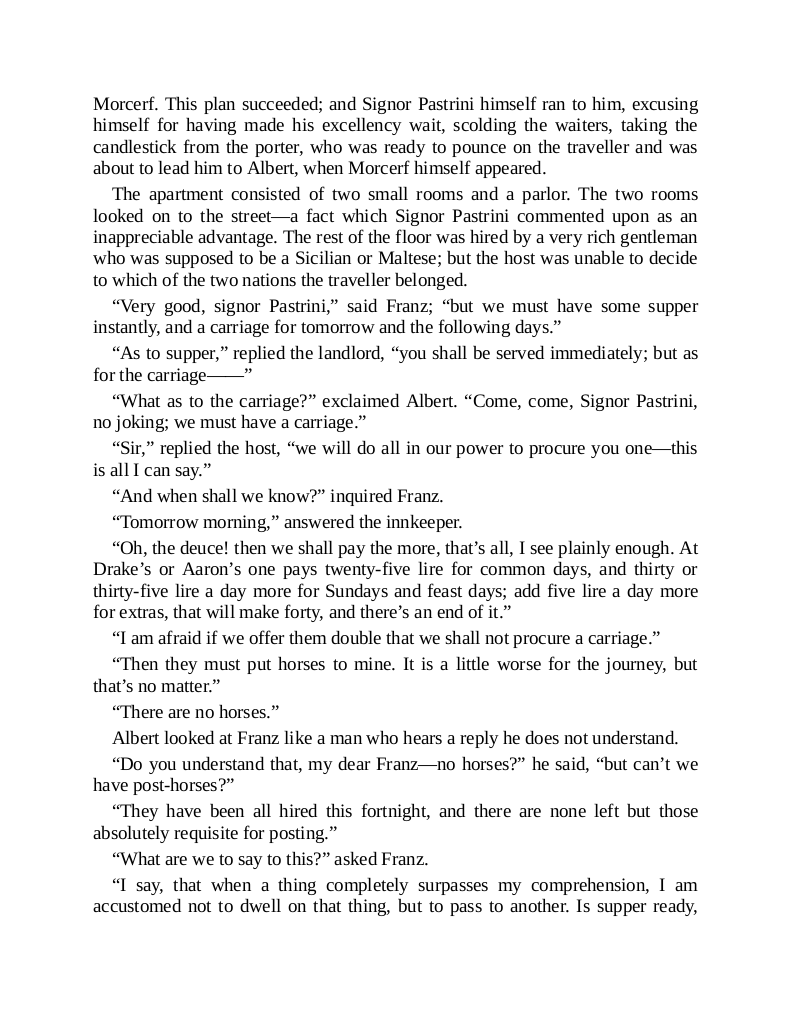 Morcerf. This plan succeeded; and Signor Pastrini himself ran to him, excusing
himself for having made his excellency wait, scolding the waiters, taking the
candlestick from the porter, who was ready to pounce on the traveller and was
about to lead him to Albert, when Morcerf himself appeared.
The apartment consisted of two small rooms and a parlor. The two rooms
looked on to the street—a fact which Signor Pastrini commented upon as an
inappreciable advantage. The rest of the floor was hired by a very rich gentleman
who was supposed to be a Sicilian or Maltese; but the host was unable to decide
to which of the two nations the traveller belonged.
“Very good, signor Pastrini,” said Franz; “but we must have some supper
instantly, and a carriage for tomorrow and the following days.”
“As to supper,” replied the landlord, “you shall be served immediately; but as
for the carriage——”
“What as to the carriage?” exclaimed Albert. “Come, come, Signor Pastrini,
no joking; we must have a carriage.”
“Sir,” replied the host, “we will do all in our power to procure you one—this
is all I can say.”
“And when shall we know?” inquired Franz.
“Tomorrow morning,” answered the innkeeper.
“Oh, the deuce! then we shall pay the more, that’s all, I see plainly enough. At
Drake’s or Aaron’s one pays twenty-five lire for common days, and thirty or
thirty-five lire a day more for Sundays and feast days; add five lire a day more
for extras, that will make forty, and there’s an end of it.”
“I am afraid if we offer them double that we shall not procure a carriage.”
“Then they must put horses to mine. It is a little worse for the journey, but
that’s no matter.”
“There are no horses.”
Albert looked at Franz like a man who hears a reply he does not understand.
“Do you understand that, my dear Franz—no horses?” he said, “but can’t we
have post-horses?”
“They have been all hired this fortnight, and there are none left but those
absolutely requisite for posting.”
“What are we to say to this?” asked Franz.
“I say, that when a thing completely surpasses my comprehension, I am
accustomed not to dwell on that thing, but to pass to another. Is supper ready,